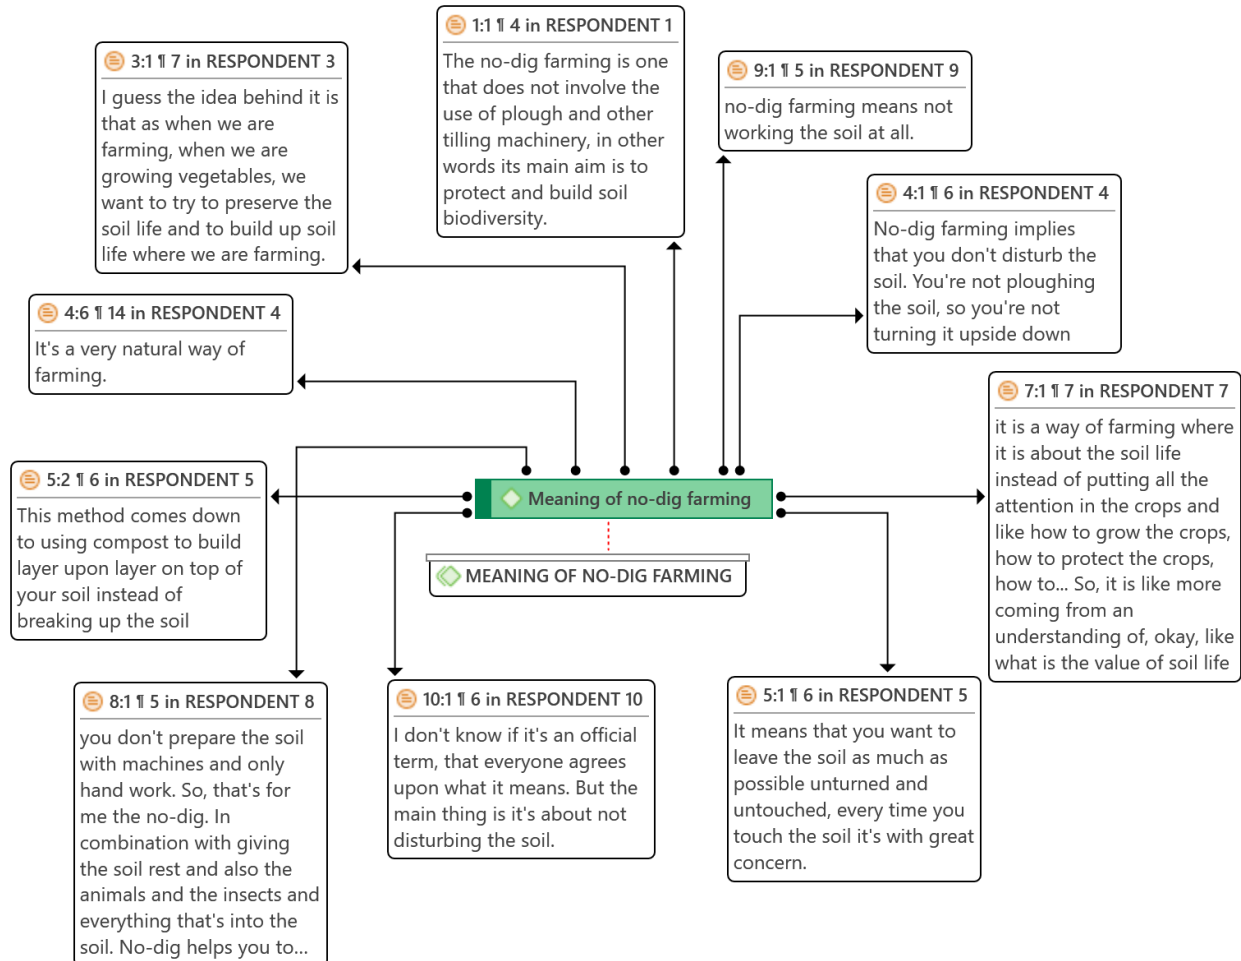 1:1 ¶ 4 in RESPONDENT 1
The no-dig farming is one
that does not involve the
use of plough and other
tilling machinery, in other
words its main aim is to
protect and build soil
biodiversity.
3:1 ¶ 7 in RESPONDENT 3
I guess the idea behind it is
that as when we are
farming, when we are
growing vegetables, we
want to try to preserve the
soil life and to build up soil
life where we are farming.
9:1 ¶ 5 in RESPONDENT 9
no-dig farming means not
working the soil at all.
4:1 ¶ 6 in RESPONDENT 4
No-dig farming implies
that you don't disturb the
soil. You're not ploughing
the soil, so you're not
turning it upside down
4:6 ¶ 14 in RESPONDENT 4
It's a very natural way of
farming.
7:1 ¶ 7 in RESPONDENT 7
it is a way of farming where
it is about the soil life
instead of putting all the
attention in the crops and
like how to grow the crops,
how to protect the crops,
how to... So, it is like more
coming from an
understanding of, okay, like
what is the value of soil life
5:2 ¶ 6 in RESPONDENT 5
This method comes down
to using compost to build
layer upon layer on top of
your soil instead of
breaking up the soil
Meaning of no-dig farming
MEANING OF NO-DIG FARMING
8:1 ¶ 5 in RESPONDENT 8
you don't prepare the soil
with machines and only
hand work. So, that's for
me the no-dig. In
combination with giving
the soil rest and also the
animals and the insects and
everything that's into the
soil. No-dig helps you to...
10:1 ¶ 6 in RESPONDENT 10
I don't know if it's an official
term, that everyone agrees
upon what it means. But the
main thing is it's about not
disturbing the soil.
5:1 ¶ 6 in RESPONDENT 5
It means that you want to
leave the soil as much as
possible unturned and
untouched, every time you
touch the soil it's with great
concern.